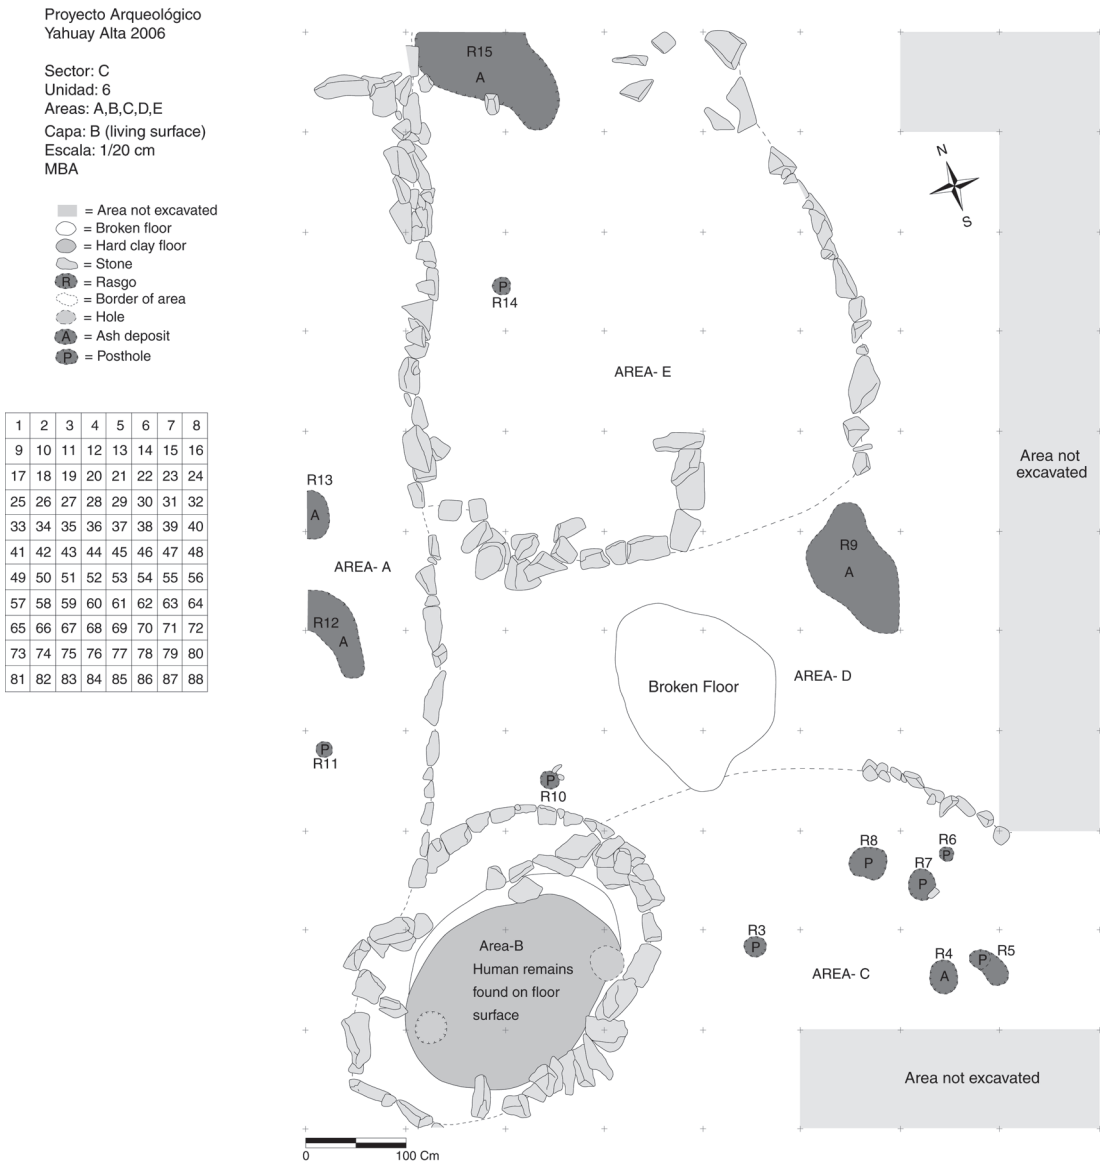 Proyecto Arqueológico
Yahuay Alta 2006
Sector: C
Unidad: 6
Areas: A,B,C,D,E
Capa: B (living surface)
Escala: 1/20 cm
MBA
= Area not excavated
= Broken floor
= Hard clay floor
= Stone
R = Rasgo
= Border of area
= Hole
A = Ash deposit
P = Posthole
1 2 3 4 5 6 7 8
9 10 11 12 13 14 15 16
17 18 19 20 21 22 23 24
25 26 27 28 29 30 31 32
33 34 35 36 37 38 39 40
41 42 43 44 45 46 47 48
49 50 51 52 53 54 55 56
57 58 59 60 61 62 63 64
65 66 67 68 69 70 71 72
73 74 75 76 77 78 79 80
81 82 83 84 85 86 87 88
R15
A
N
S
P
R14
AREA- E
Area not
excavated
R13
A
R9
A
AREA- A
R12
A
Broken Floor
AREA- D
P
R11
P
R10
R8
P
R6
P
R7
P
R3
P
R4
A
R5
P
AREA- C
Area-B
Human remains
found on floor
surface
Area not excavated
0 100 Cm